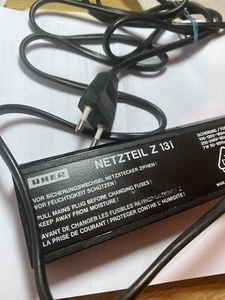 UHER
NETZTEIL Z 131
VOR SICHERUNGSWECHSEL NETZSTECKER ZIEHEN!
VOR FEUCHTIGKEIT SCHÜTZEN!
PULL MAINS PLUG BEFORE CHANGING FUSES!
KEEP AWAY FROM MOISTURE!
AVANT DE CHANGER LES FUSIBLES
LA PRISE DE COURANT! PROTEGER CONTRE L'HUMIDITE!
SICHERUNG